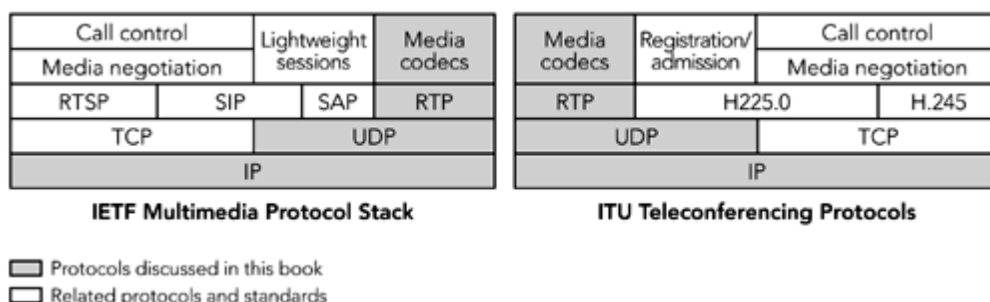 Call control
Media negotiation
Lightweight
sessions
Media
codecs
RTSP SIP SAP RTP
TCP UDP
IP
IETF Multimedia Protocol Stack
Media
codecs
Registration/
admission
Call control
Media negotiation
RTP H225.0 H.245
UDP TCP
IP
ITU Teleconferencing Protocols
Protocols discussed in this book
Related protocols and standards